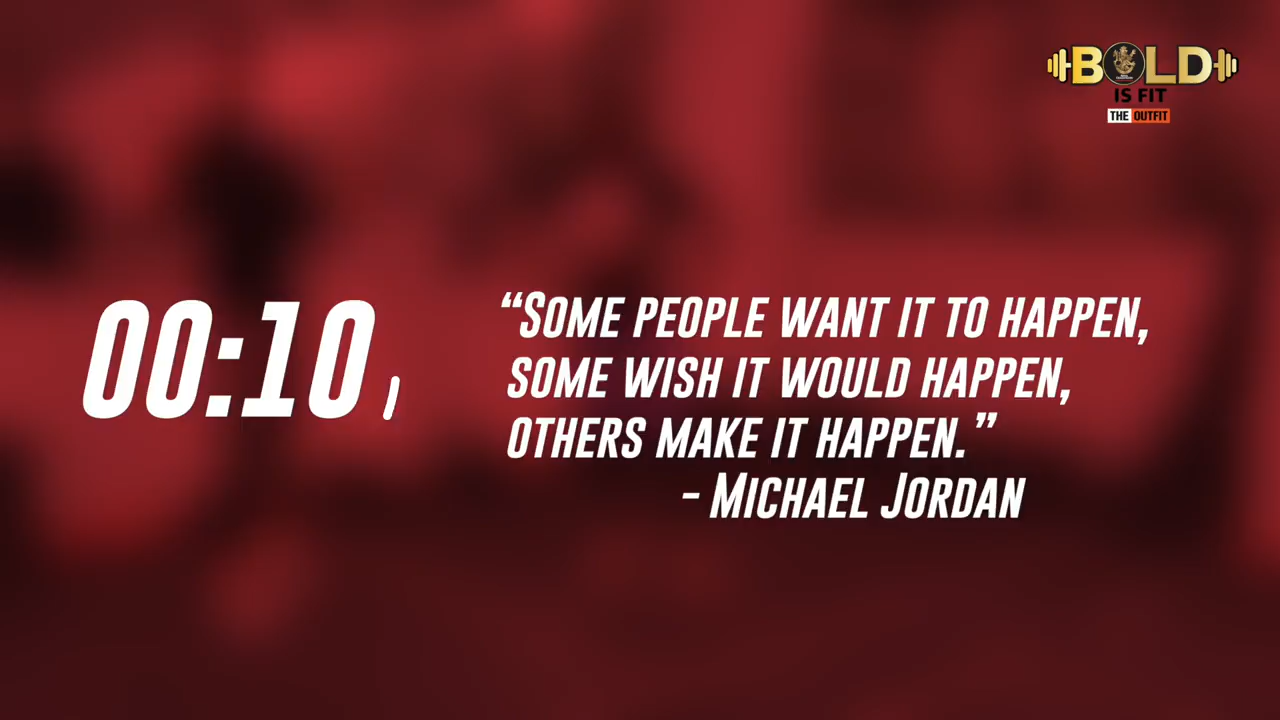 BOLD
IS FIT
THE OUTFIT
00:10
“SOME PEOPLE WANT IT TO HAPPEN,
SOME WISH IT WOULD HAPPEN,
OTHERS MAKE IT HAPPEN.”
- MICHAEL JORDAN